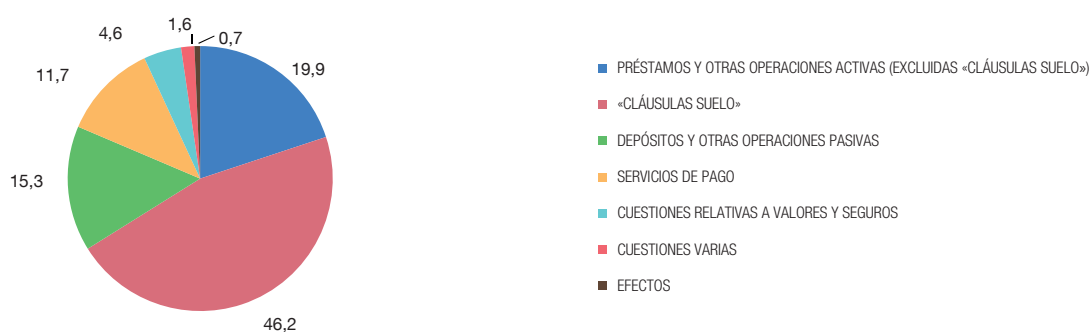 1,6
0,7
4,6
19,9
11,7
15,3
46,2
PRÉSTAMOS Y OTRAS OPERACIONES ACTIVAS (EXCLUIDAS «CLÁUSULAS SUELO»)
«CLÁUSULAS SUELO»
DEPÓSITOS Y OTRAS OPERACIONES PASIVAS
SERVICIOS DE PAGO
CUESTIONES RELATIVAS A VALORES Y SEGUROS
CUESTIONES VARIAS
EFECTOS